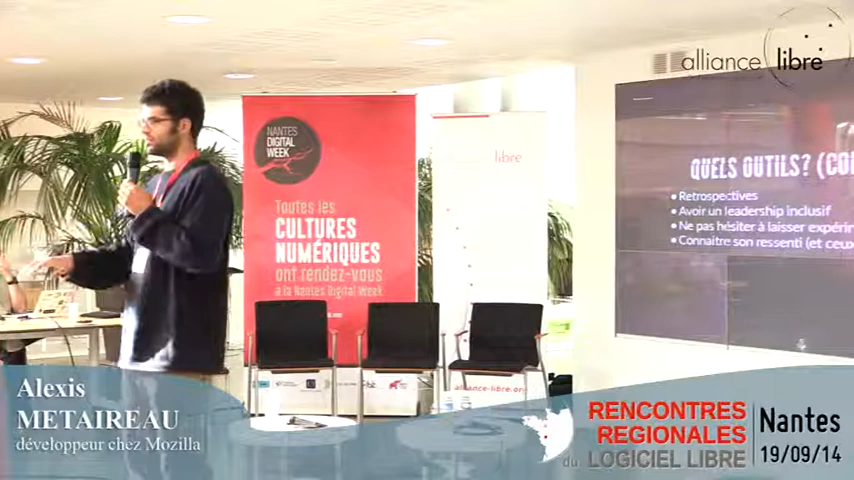 alliance libre
NANTES
DIGITAL
WEEK
libre
TOUTES les
CULTURES
NUMÉRIQUES
ont rendez-vous
à la Nantes Digital Week
QUELS OUTILS? (CO
• Retrospectives
• Avoir un leadership inclusif
• Ne pas hésiter à laisser expérir
• Connaitre son ressenti (et ceux
alliance-libre.org
Alexis
METAIREAU
développeur chez Mozilla
RENCONTRES
REGIONALES
du LOGICIEL LIBRE
Nantes
19/09/14